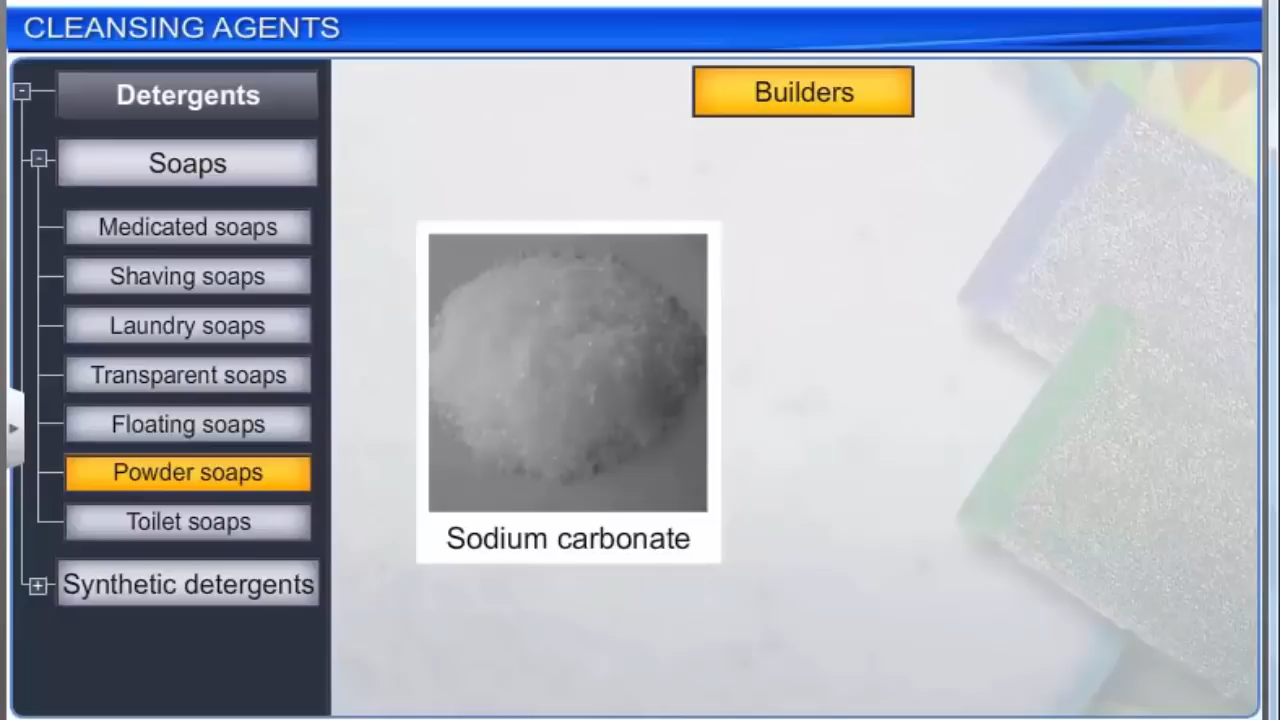 CLEANSING AGENTS
Detergents
Soaps
Medicated soaps
Shaving soaps
Laundry soaps
Transparent soaps
Floating soaps
Powder soaps
Toilet soaps
Synthetic detergents
Builders
Sodium carbonate